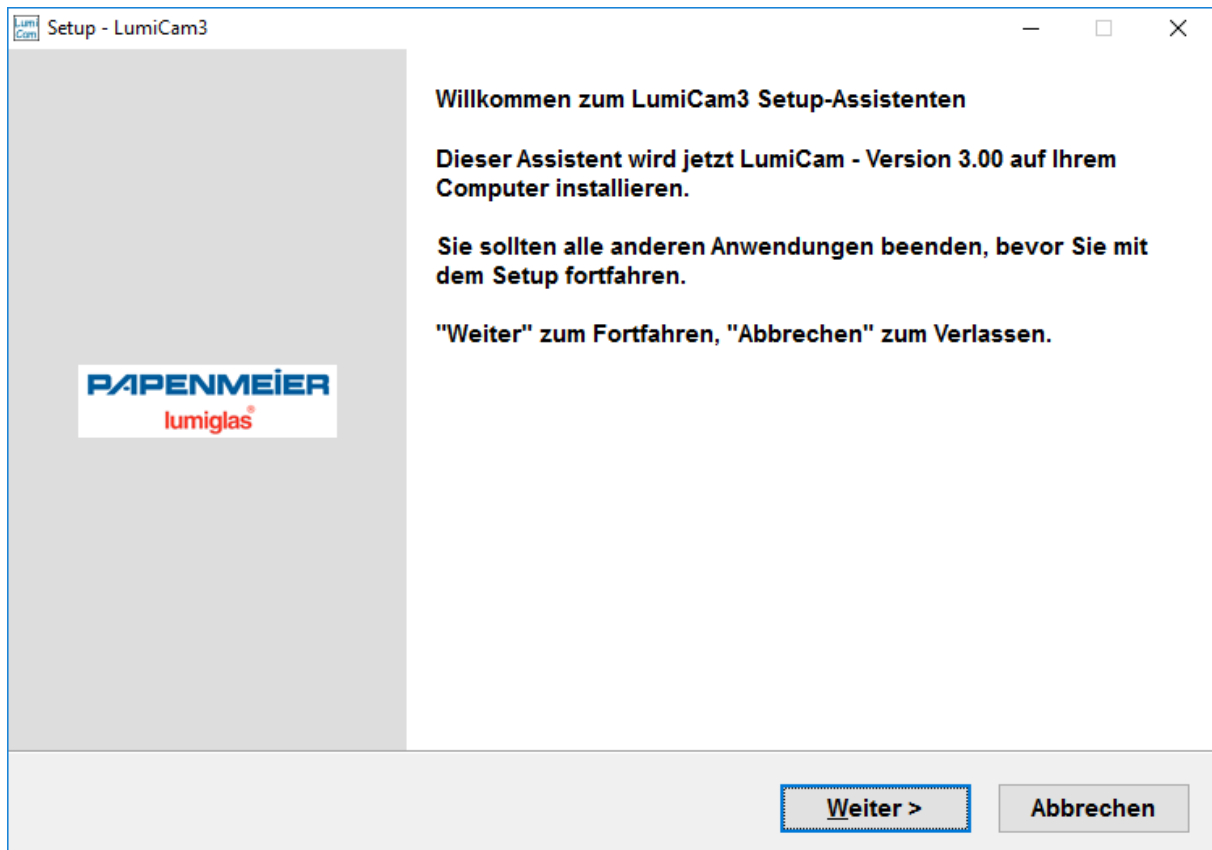 Lumi
Cam
Setup - LumiCam3
Willkommen zum LumiCam3 Setup-Assistenten
Dieser Assistent wird jetzt LumiCam - Version 3.00 auf Ihrem
Computer installieren.
Sie sollten alle anderen Anwendungen beenden, bevor Sie mit
dem Setup fortfahren.
"Weiter" zum Fortfahren, "Abbrechen" zum Verlassen.
PAPENMEIER
lumiglas®
Weiter >
Abbrechen